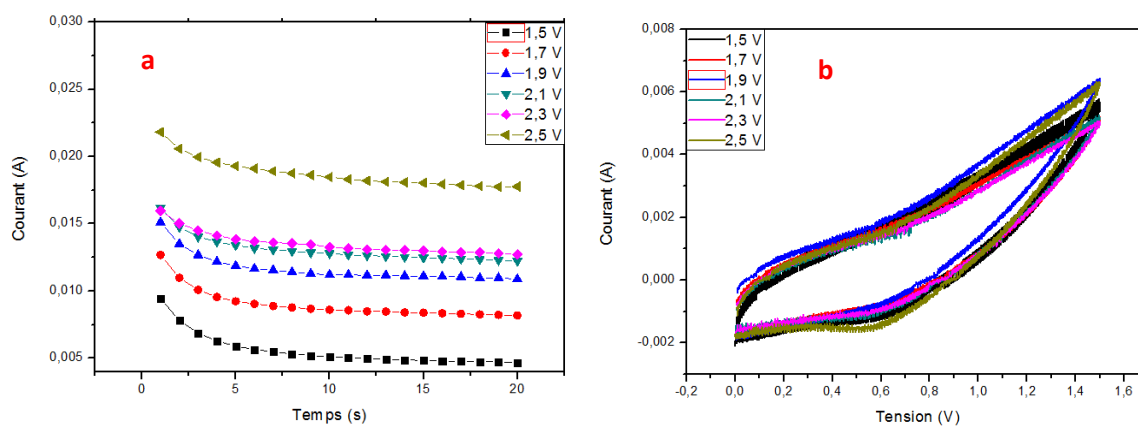 0,030
0,025
0,020
0,015
0,010
0,005
Courant (A)
a
1,5 V
1,7 V
1,9 V
2,1 V
2,3 V
2,5 V
0 5 10 15 20
Temps (s)
0,008
0,006
0,004
0,002
0,000
-0,002
Courant (A)
1,5 V
1,7 V
1,9 V
2,1 V
2,3 V
2,5 V
b
-0,2 0,0 0,2 0,4 0,6 0,8 1,0 1,2 1,4 1,6
Tension (V)